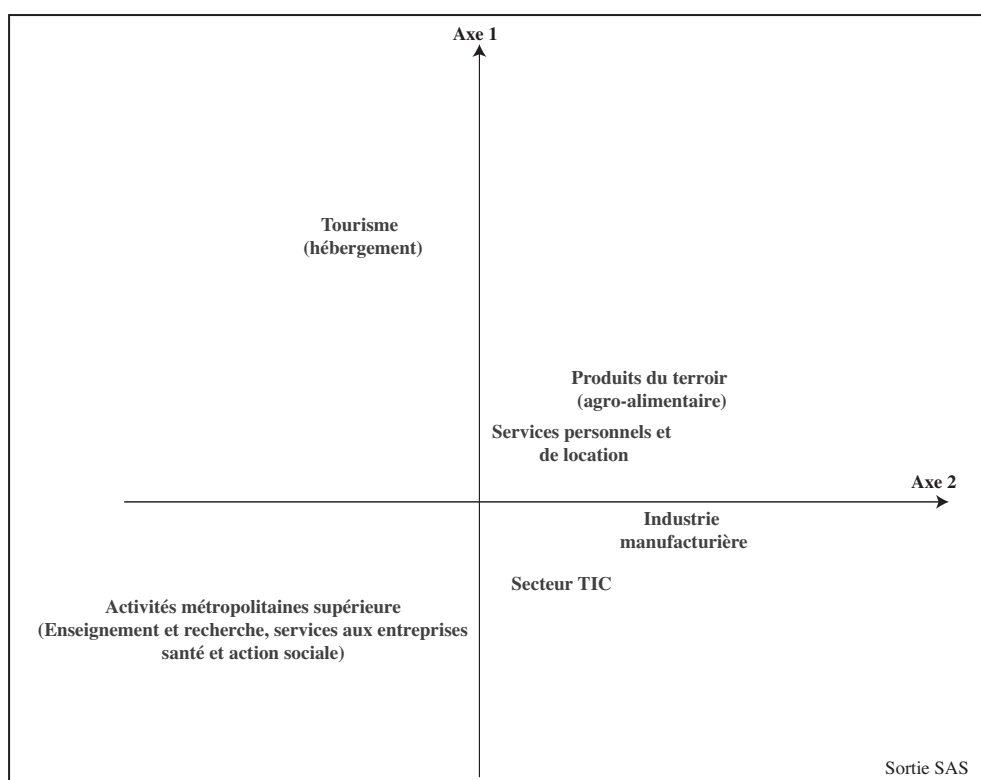 Axe 1
Tourisme
(hébergement)
Produits du terroir
(agro-alimentaire)
Services personnels et
de location
Axe 2
Industrie
manufacturière
Secteur TIC
Activités métropolitaines supérieure
(Enseignement et recherche, services aux entreprises
santé et action sociale)
Sortie SAS